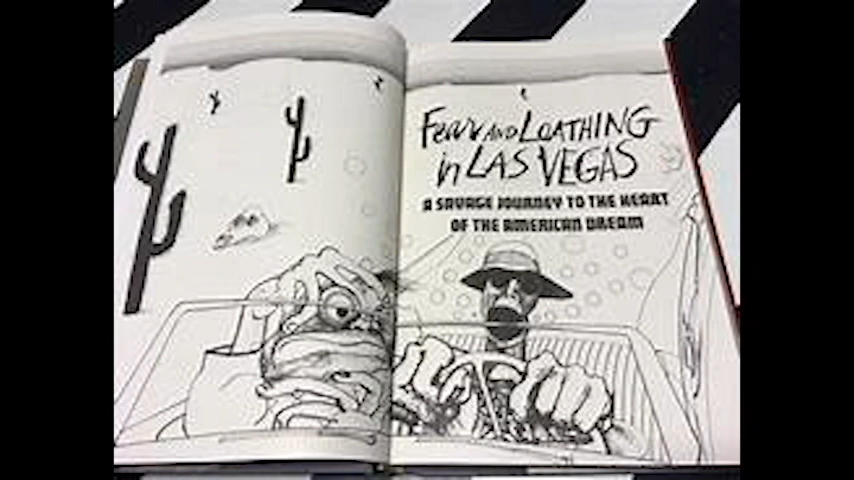 Fear AND LOATHING
in LAS VEGAS
A SAVAGE JOURNEY TO THE HEART
OF THE AMERICAN DREAM